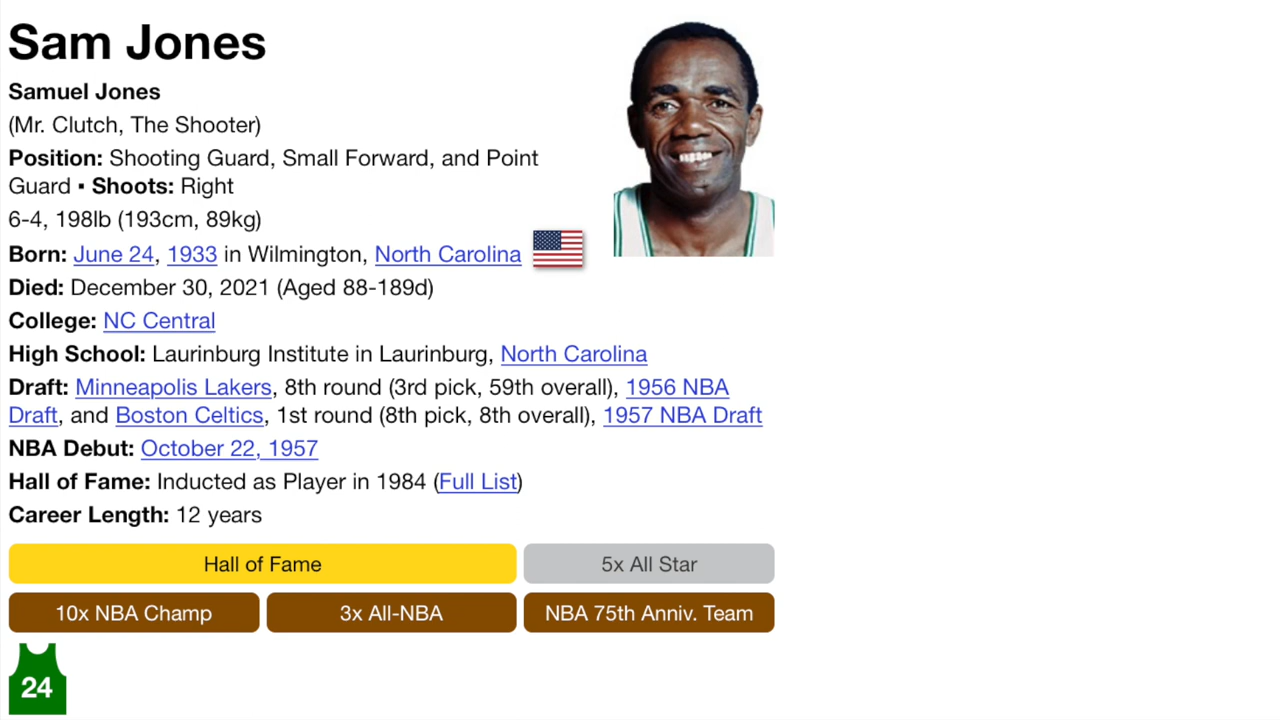 Sam Jones
Samuel Jones
(Mr. Clutch, The Shooter)
Position: Shooting Guard, Small Forward, and Point
Guard ▪ Shoots: Right
6-4, 198lb (193cm, 89kg)
Born: June 24, 1933 in Wilmington, North Carolina
Died: December 30, 2021 (Aged 88-189d)
College: NC Central
High School: Laurinburg Institute in Laurinburg, North Carolina
Draft: Minneapolis Lakers, 8th round (3rd pick, 59th overall), 1956 NBA
Draft, and Boston Celtics, 1st round (8th pick, 8th overall), 1957 NBA Draft
NBA Debut: October 22, 1957
Hall of Fame: Inducted as Player in 1984 (Full List)
Career Length: 12 years
Hall of Fame 5x All Star
10x NBA Champ 3x All-NBA NBA 75th Anniv. Team
24